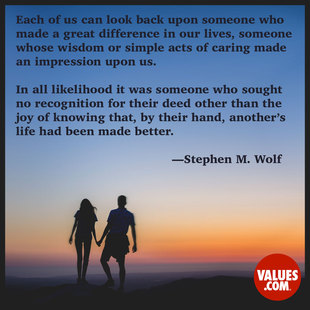 Each of us can look back upon someone who
made a great difference in our lives, someone
whose wisdom or simple acts of caring made
an impression upon us.
In all likelihood it was someone who sought
no recognition for their deed other than the
joy of knowing that, by their hand, another's
life had been made better.
—Stephen M. Wolf
VALUES
.COM